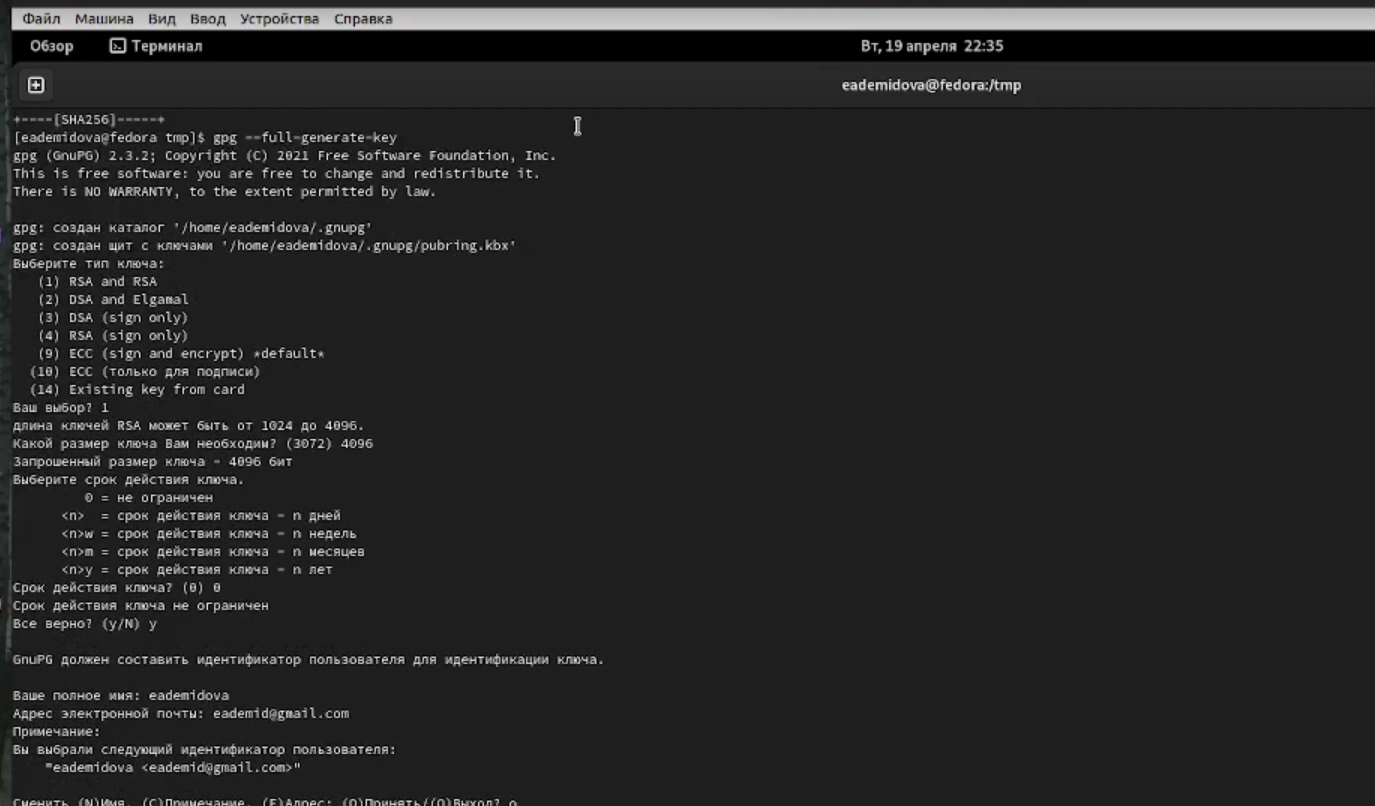 Файл Машина Вид Ввод Устройства Справка
Обзор Терминал Вт, 19 апреля 22:35
eademidova@fedora:/tmp
+----[SHA256]-----+
[eademidova@fedora tmp]$ gpg --full-generate-key
gpg (GnuPG) 2.3.2; Copyright (C) 2021 Free Software Foundation, Inc.
This is free software: you are free to change and redistribute it.
There is NO WARRANTY, to the extent permitted by law.
gpg: создан каталог '/home/eademidova/.gnupg'
gpg: создан щит с ключами '/home/eademidova/.gnupg/pubring.kbx'
Выберите тип ключа:
(1) RSA and RSA
(2) DSA and Elgamal
(3) DSA (sign only)
(4) RSA (sign only)
(9) ECC (sign and encrypt) *default*
(10) ECC (только для подписи)
(14) Existing key from card
Ваш выбор? 1
длина ключей RSA может быть от 1024 до 4096.
Какой размер ключа Вам необходим? (3072) 4096
Запрошенный размер ключа - 4096 бит
Выберите срок действия ключа.
0 = не ограничен
<n> = срок действия ключа - n дней
<n>w = срок действия ключа - n недель
<n>m = срок действия ключа - n месяцев
<n>y = срок действия ключа - n лет
Срок действия ключа? (0) 0
Срок действия ключа не ограничен
Все верно? (y/N) y
GnuPG должен составить идентификатор пользователя для идентификации ключа.
Ваше полное имя: eademidova
Адрес электронной почты: eademid@gmail.com
Примечание:
Вы выбрали следующий идентификатор пользователя:
"eademidova <eademid@gmail.com>"
Сменить (N)Имя, (C)Примечание, (E)Адрес; (O)Принять/(Q)Выход? o